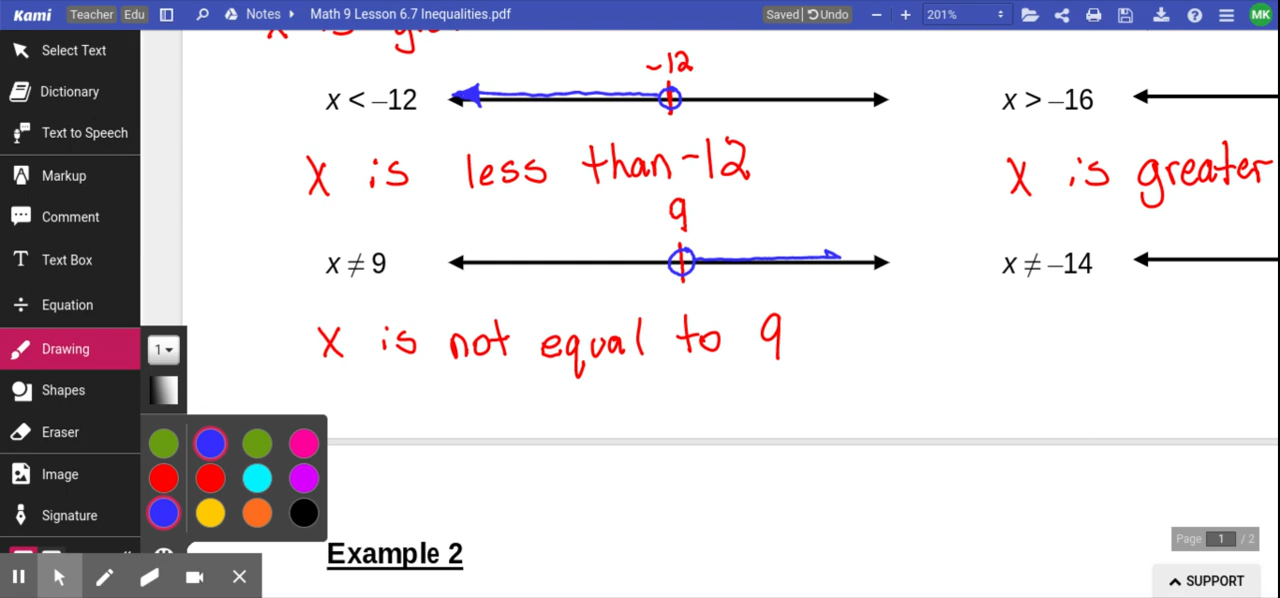 Kami Teacher Edu Notes Math 9 Lesson 6.7 Inequalities.pdf Saved Undo 201% MK
Select Text
Dictionary
Text to Speech
Markup
Comment
Text Box
Equation
Drawing
1
Shapes
Eraser
Image
Signature
x is
-12
x < –12
x > –16
x is less than -12
x is greater
9
x ≠ 9
x ≠ –14
x is not equal to 9
Example 2
Page 1 / 2
SUPPORT